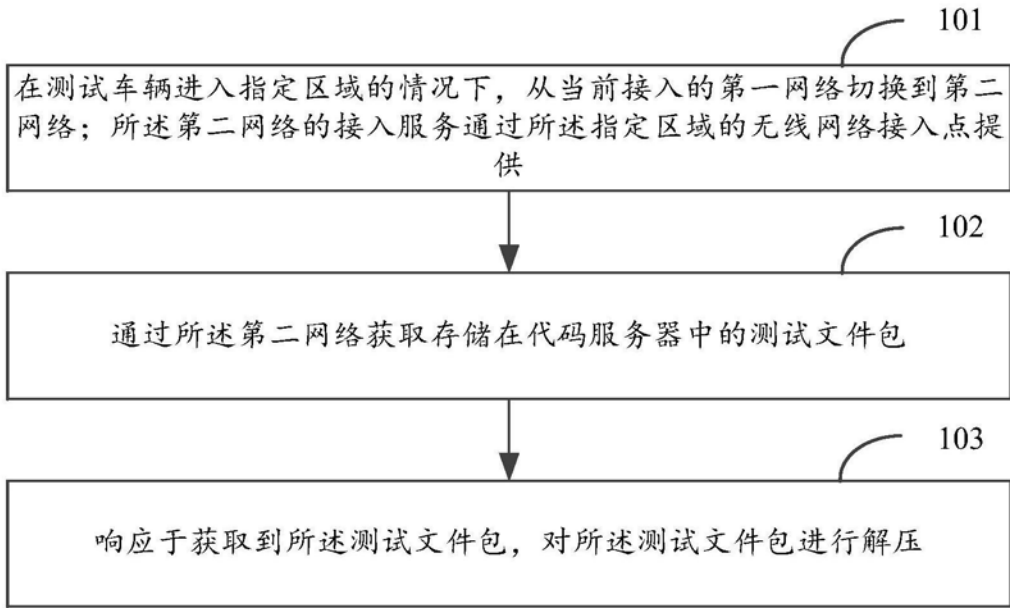 101
在测试车辆进入指定区域的情况下，从当前接入的第一网络切换到第二
网络；所述第二网络的接入服务通过所述指定区域的无线网络接入点提
供
102
通过所述第二网络获取存储在代码服务器中的测试文件包
103
响应于获取到所述测试文件包，对所述测试文件包进行解压